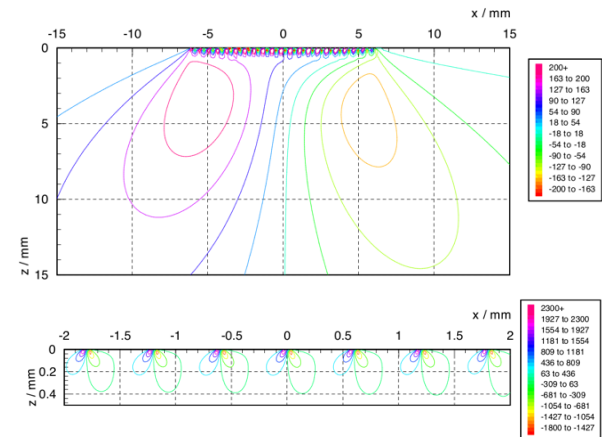 x / mm
-15 -10 -5 0 5 10 15
0
5
10
15
z / mm
200+
163 to 200
127 to 163
90 to 127
54 to 90
18 to 54
-18 to 18
-54 to -18
-90 to -54
-127 to -90
-163 to -127
-200 to -163
x / mm
-2 -1.5 -1 -0.5 0 0.5 1 1.5 2
0
0.2
0.4
z / mm
2300+
1927 to 2300
1554 to 1927
1181 to 1554
809 to 1181
436 to 809
63 to 436
-309 to 63
-681 to -309
-1054 to -681
-1427 to -1054
-1800 to -1427